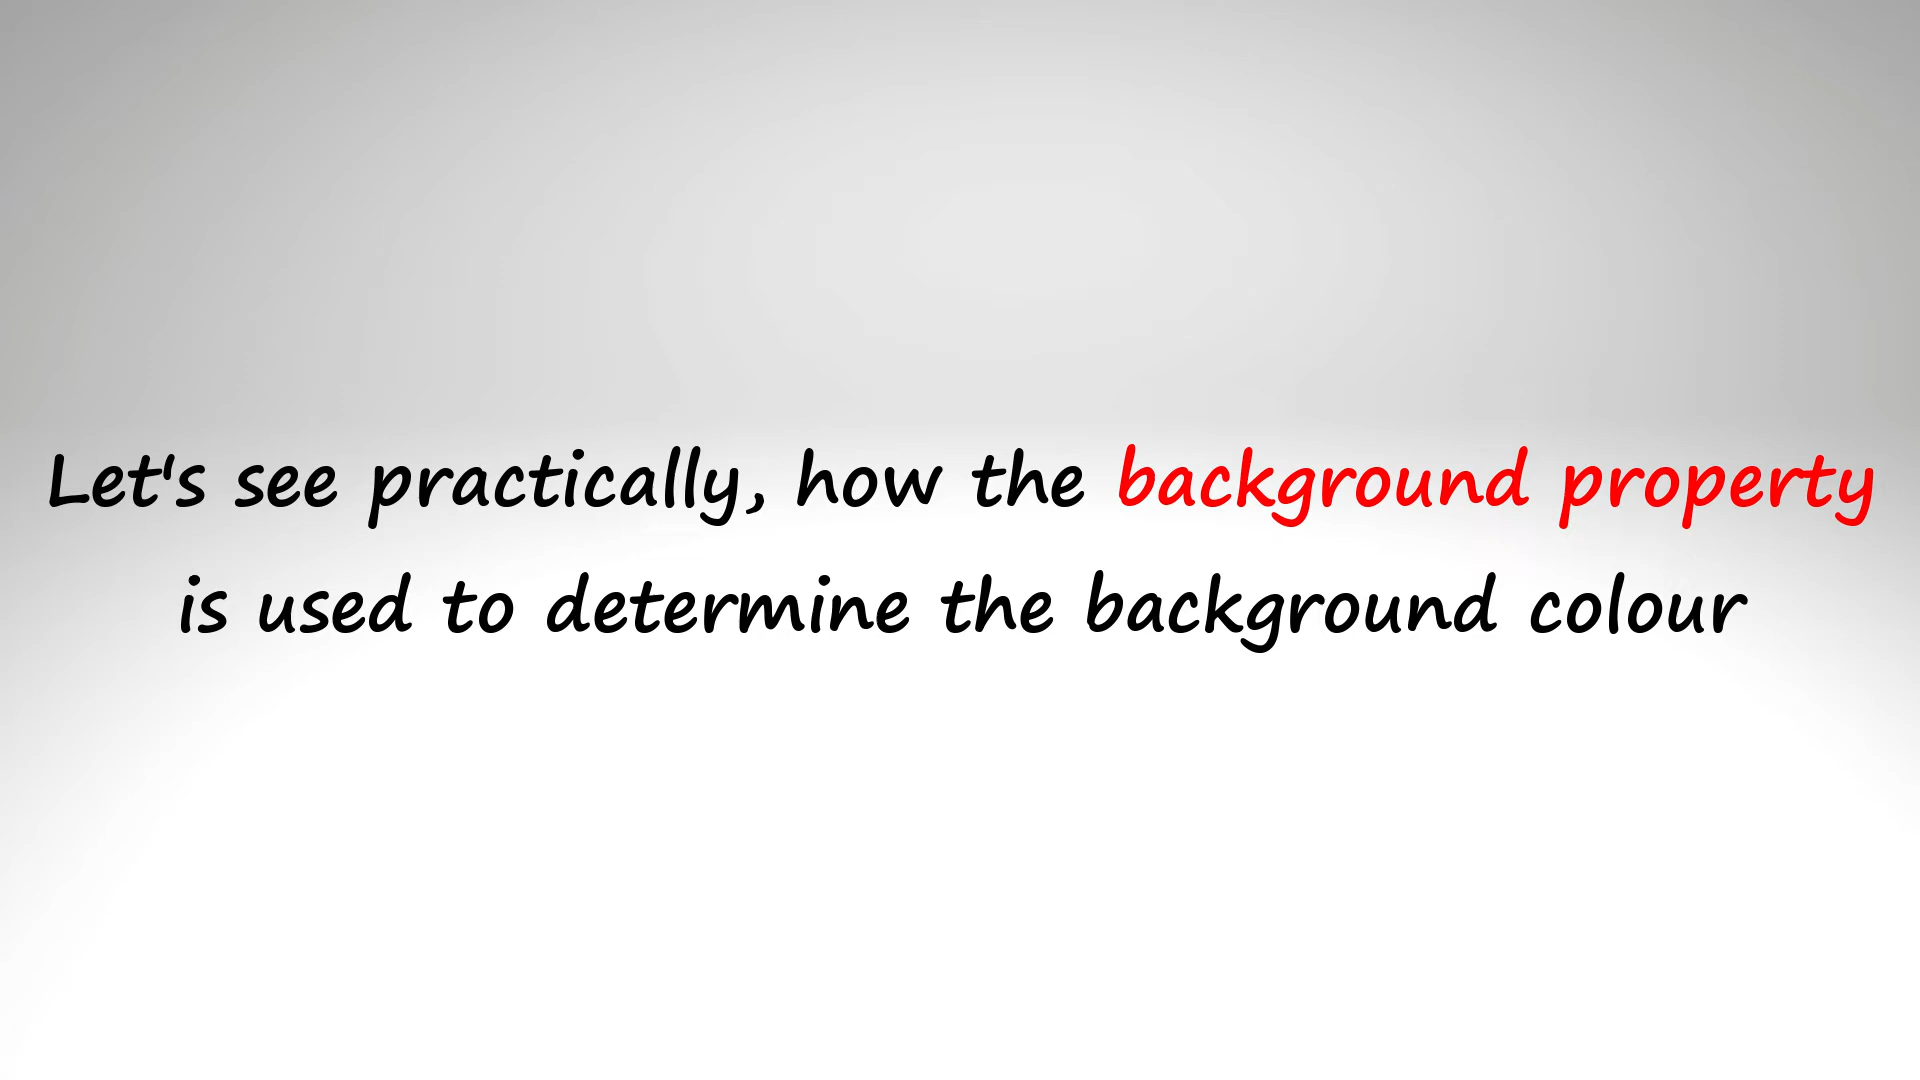 Let's see practically, how the background property
is used to determine the background colour